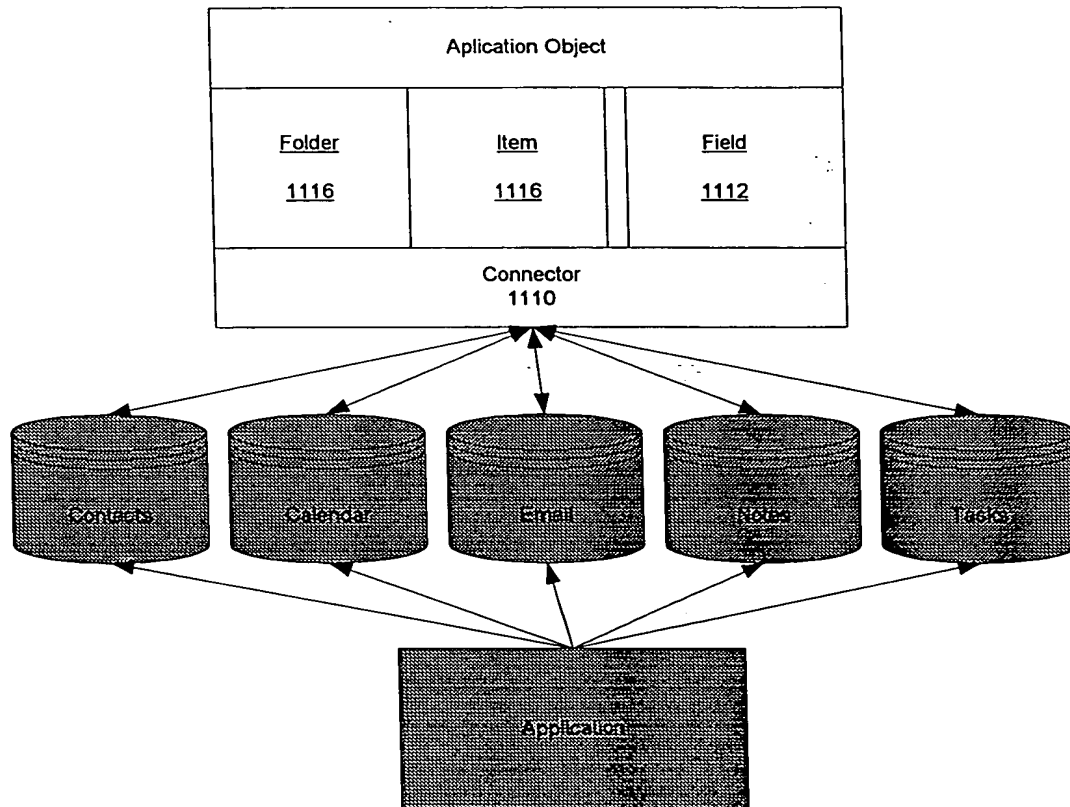 Aplication Object
Folder
1116
Item
1116
Field
1112
Connector
1110
Contacts
Calendar
Email
Notes
Tasks
Application